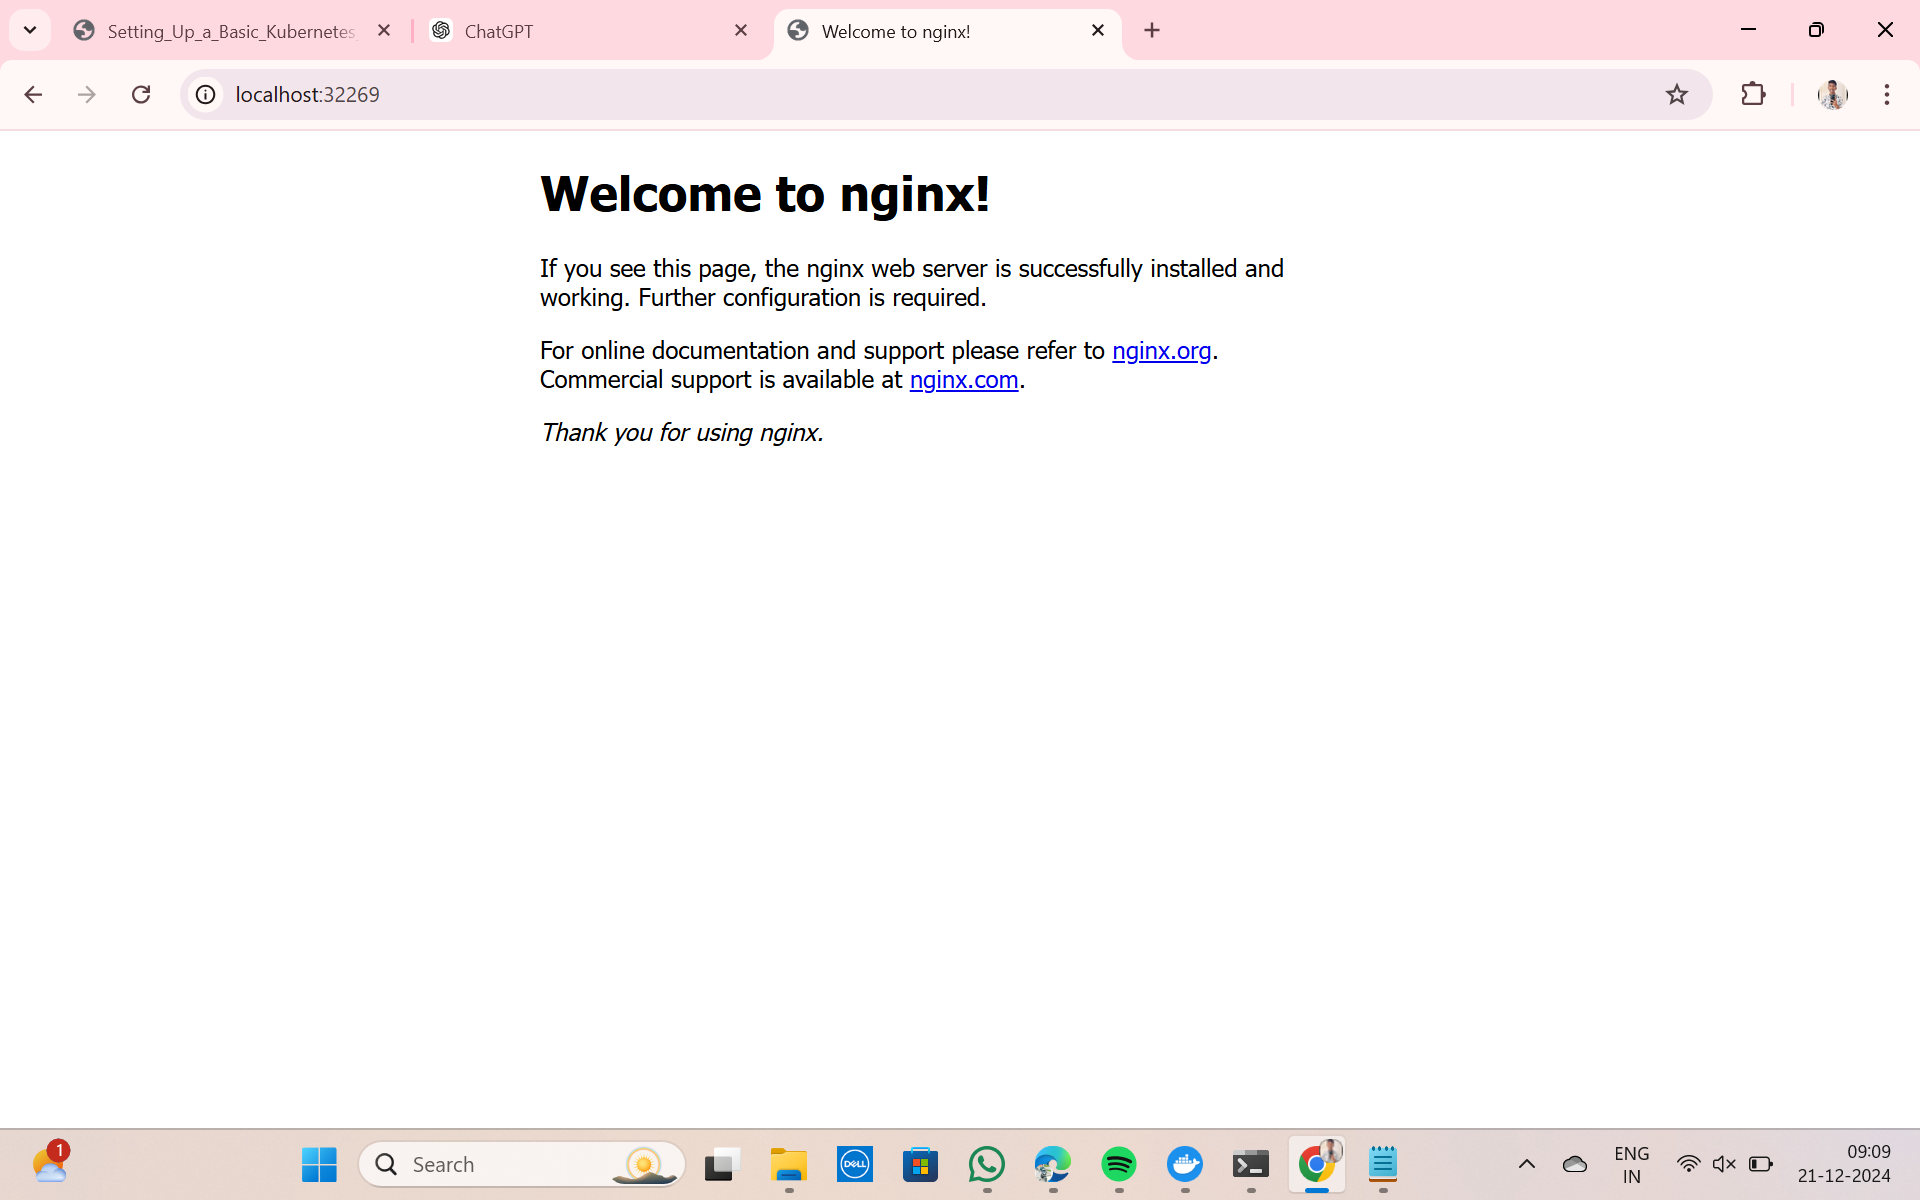 Setting_Up_a_Basic_Kubernetes_
ChatGPT
Welcome to nginx!
localhost:32269
Welcome to nginx!
If you see this page, the nginx web server is successfully installed and
working. Further configuration is required.
For online documentation and support please refer to nginx.org.
Commercial support is available at nginx.com.
Thank you for using nginx.
1
Search
DELL
ENG
IN
09:09
21-12-2024